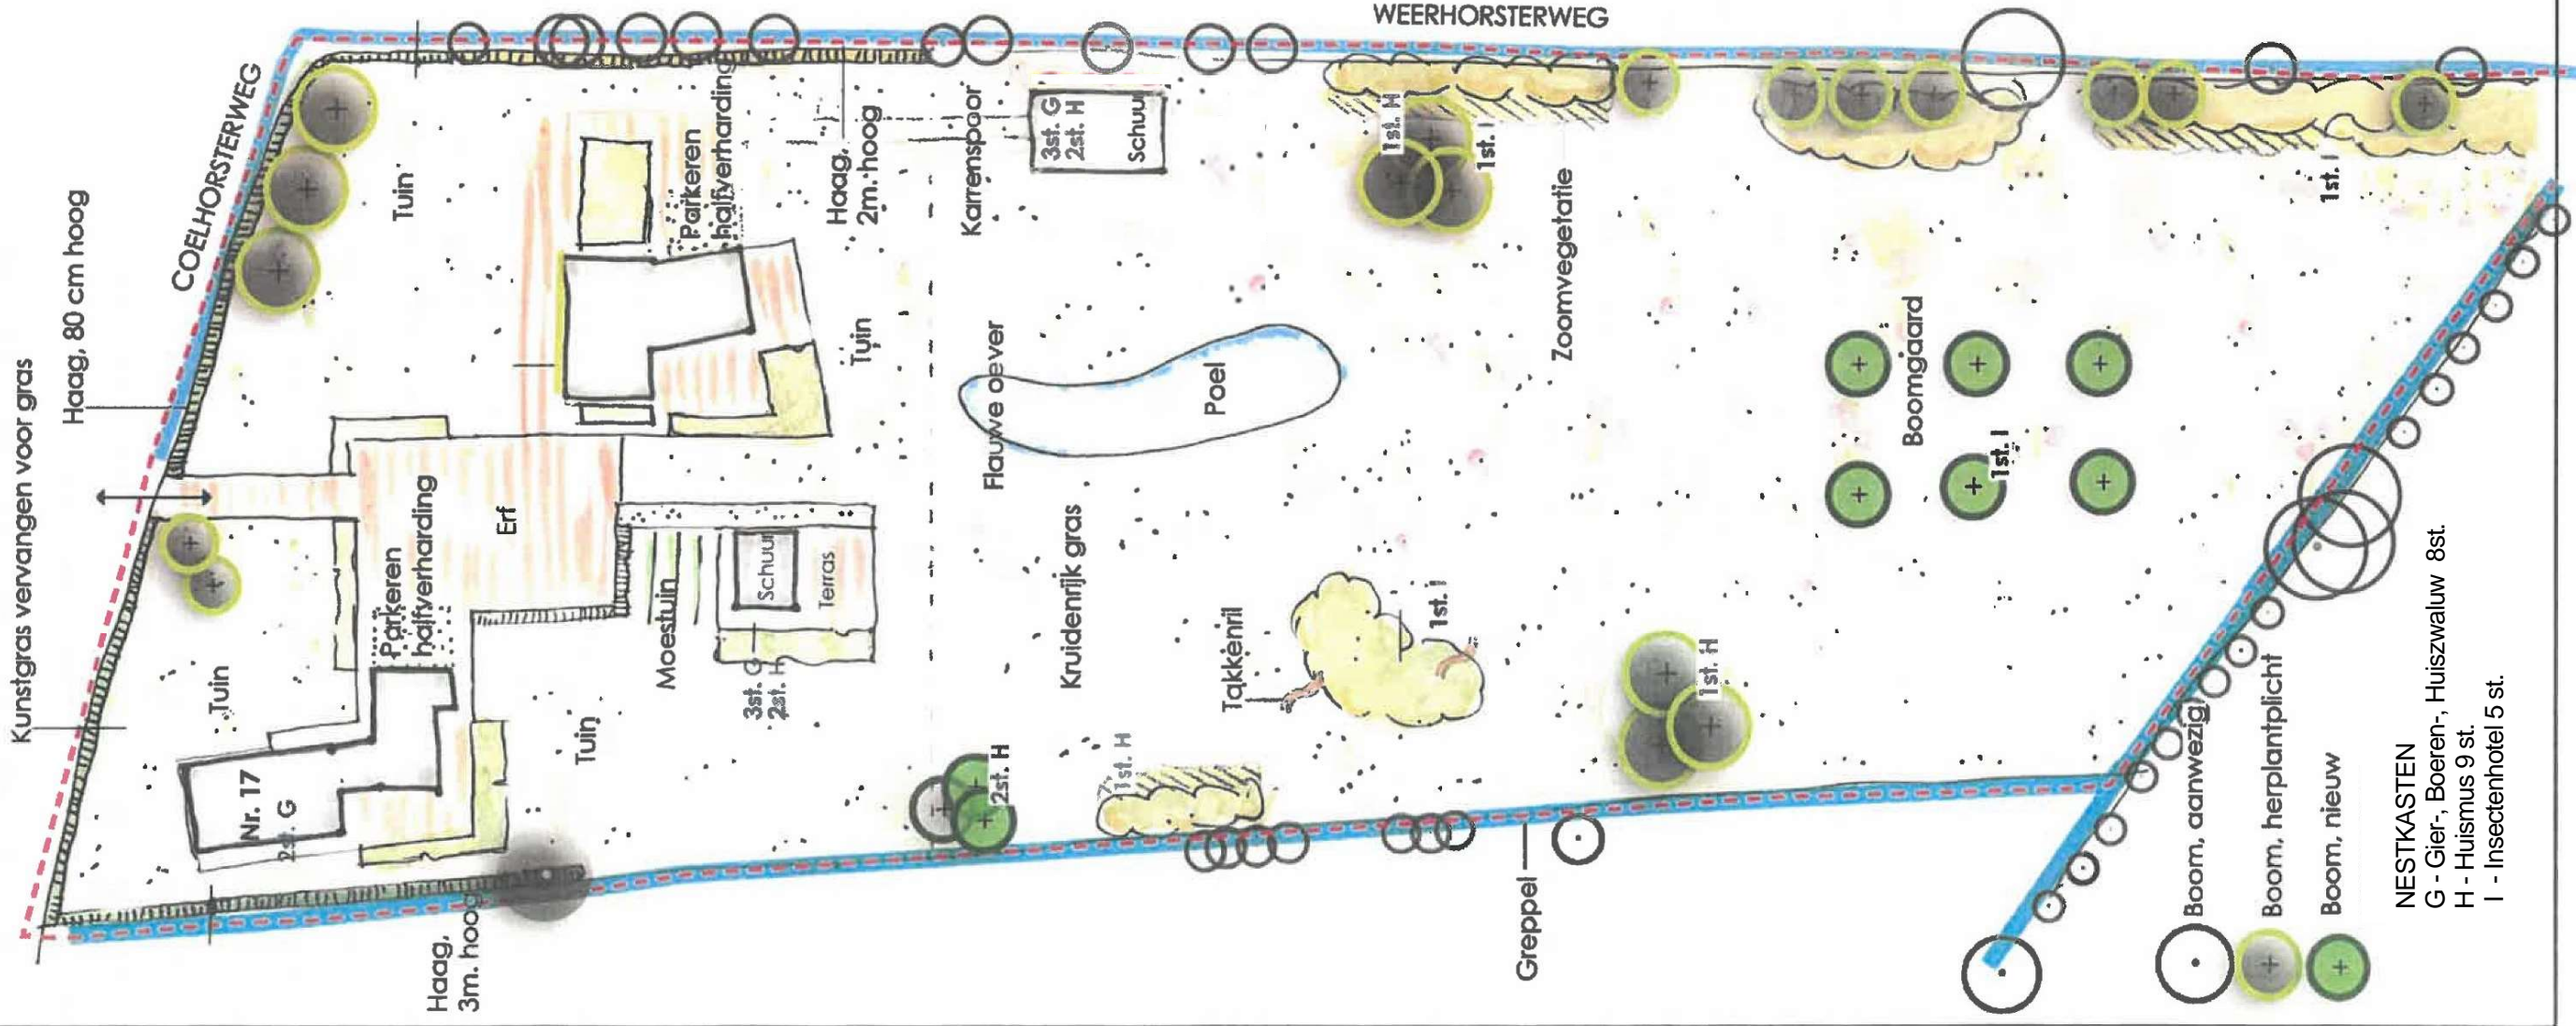 WEERHORSTERWEG
COELHORSTERWEG
Kunstgras vervangen voor gras
Haag, 80 cm hoog
Tuin
Parkeren
halfverharding
Haag,
2m. hoog
Karrenspoor
3st. G
2st. H
Schuur
1st. H
1st. I
Zoomvegetatie
1st. I
Tuin
Flauwe oever
Poel
Boomgaard
1st. I
Erf
Parkeren
halfverharding
Tuin
Nr. 17
2st. G
Tuin
Moestuin
Schuur
Terras
3st. G
2st. H
Kruidenrijk gras
Takkenril
1st. I
1st. H
2st. H
1st. H
Haag,
3m. hoog
Greppel
Boom, aanwezig
Boom, herplantplicht
Boom, nieuw
NESTKASTEN
G - Gier-, Boeren-, Huiszwaluw 8st.
H - Huismus 9 st.
I - Insectenhotel 5 st.